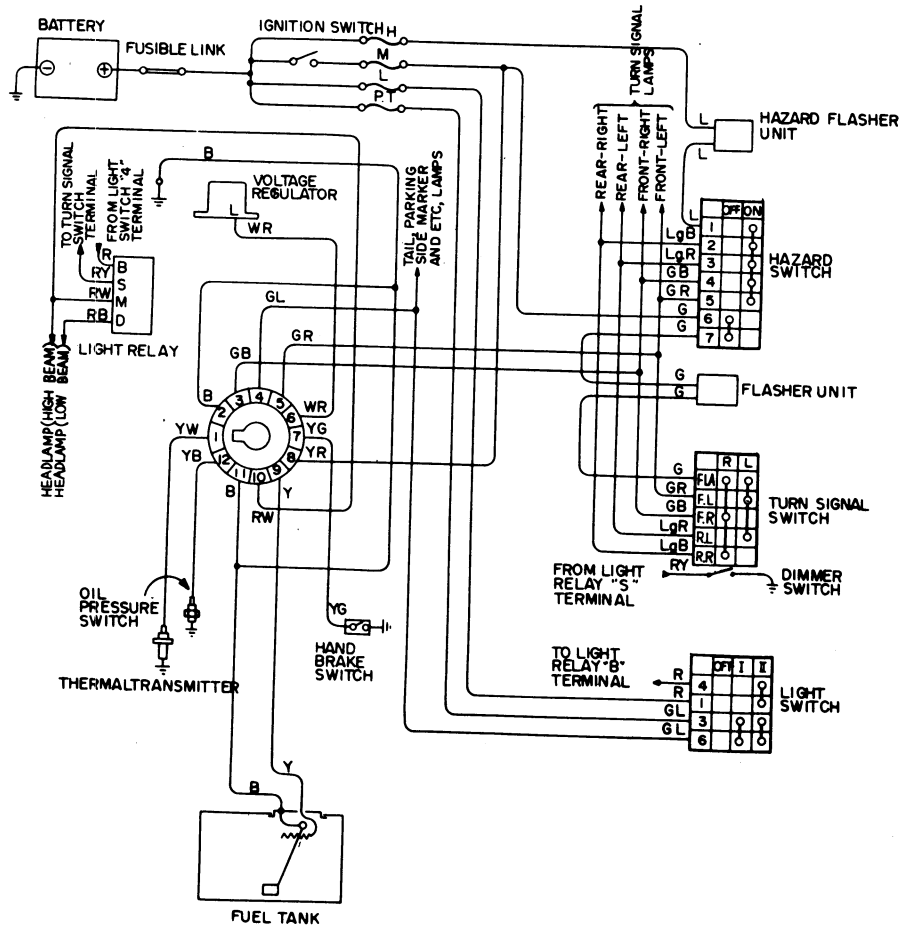 BATTERY
FUSIBLE LINK
IGNITION SWITCH
H
M
L
P.T
TURN SIGNAL
LAMPS
REAR-RIGHT
REAR-LEFT
FRONT-RIGHT
FRONT-LEFT
L
L
HAZARD FLASHER
UNIT
B
VOLTAGE
REGULATOR
L
WR
TAIL, PARKING
SIDE MARKER
AND ETC, LAMPS
TO TURN SIGNAL
SWITCH
TERMINAL
FROM LIGHT
SWITCH "4"
TERMINAL
R B
RY S
RW M
RB D
LIGHT RELAY
HEADLAMP (HIGH BEAM)
HEADLAMP (LOW BEAM)
OFF ON
L 1
LgB 2
LgR 3
GB 4
GR 5
G 6
G 7
HAZARD
SWITCH
GL
GR
GB
B
WR
YG
YR
YW
YB
B
RW
Y
1
2
3
4
5
6
7
8
9
10
11
12
G
G
FLASHER UNIT
R L
G FLA
GR F.L
GB F.R
LgR R.L
LgB R.R
TURN SIGNAL
SWITCH
RY
FROM LIGHT
RELAY "S"
TERMINAL
DIMMER
SWITCH
OIL
PRESSURE
SWITCH
THERMALTRANSMITTER
YG
HAND
BRAKE
SWITCH
TO LIGHT
RELAY "B"
TERMINAL
OFF I II
R 4
R 1
GL 3
GL 6
LIGHT
SWITCH
B
Y
FUEL TANK